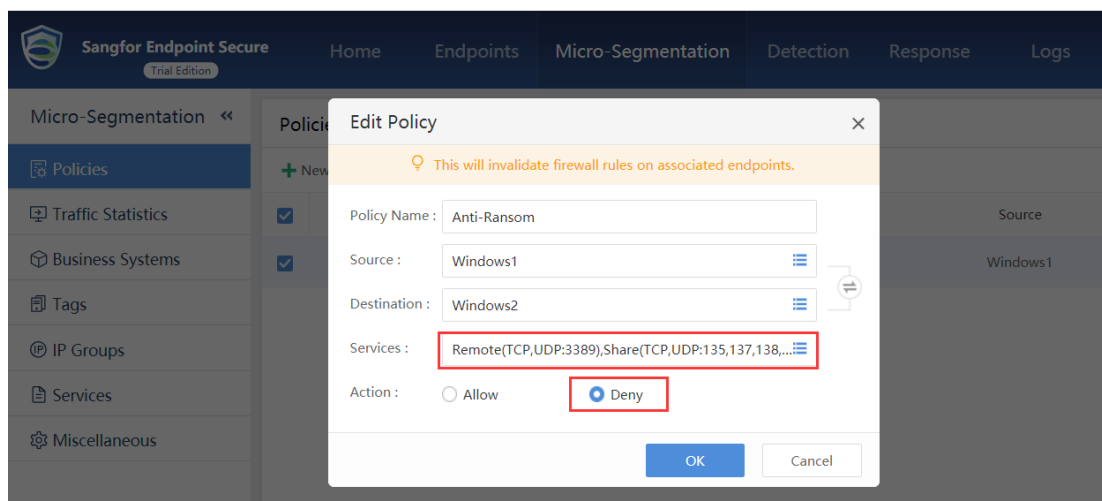 Sangfor Endpoint Secure
Trial Edition
Home Endpoints Micro-Segmentation Detection Response Logs
Micro-Segmentation «
Policies
Traffic Statistics
Business Systems
Tags
IP Groups
Services
Miscellaneous
Policie
New
Source
Windows1
Edit Policy
This will invalidate firewall rules on associated endpoints.
Policy Name : Anti-Ransom
Source : Windows1
Destination : Windows2
Services : Remote(TCP,UDP:3389),Share(TCP,UDP:135,137,138,...
Action : Allow Deny
OK Cancel